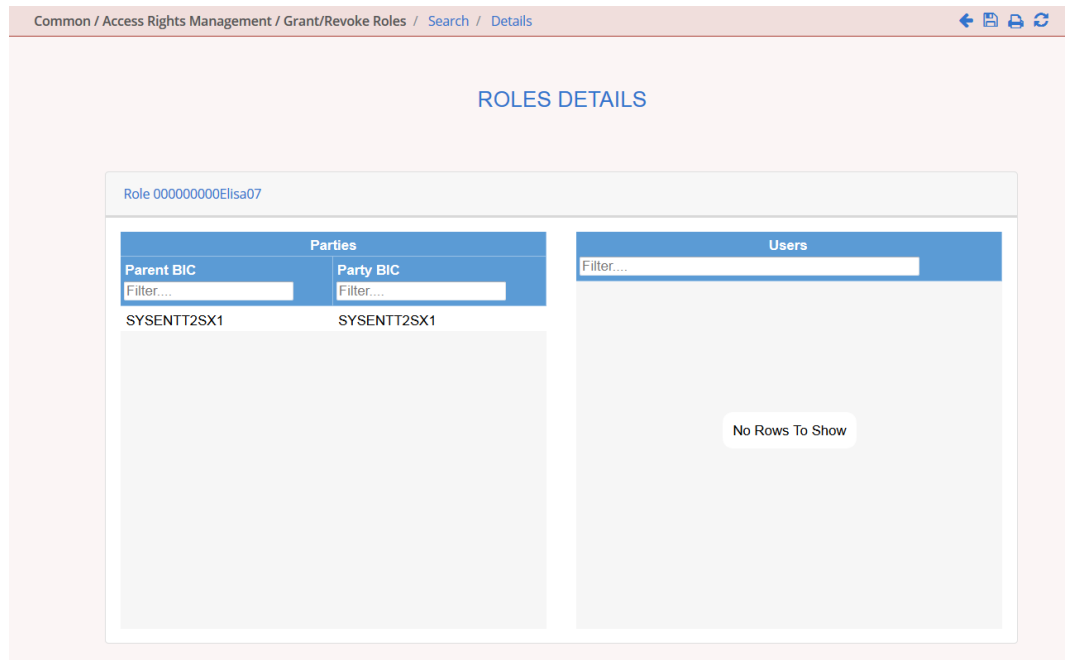 Common / Access Rights Management / Grant/Revoke Roles / Search / Details
ROLES DETAILS
Role 000000000Elisa07
Parties
Parent BIC Party BIC
Filter.... Filter....
SYSENTT2SX1 SYSENTT2SX1
Users
Filter....
No Rows To Show